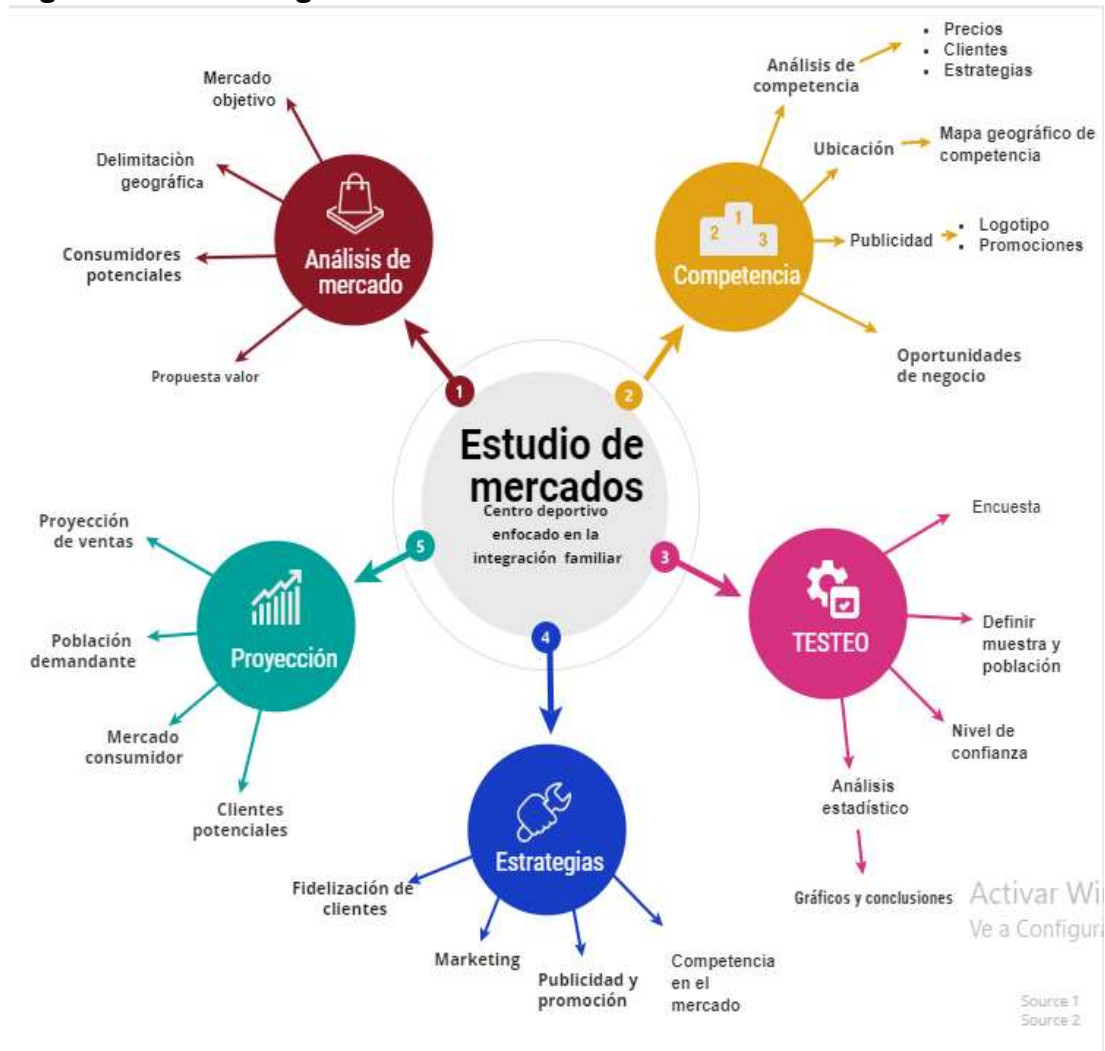 Estudio de
mercados
Centro deportivo
enfocado en la
integración familiar
1
Análisis de
mercado
Mercado
objetivo
Delimitaciòn
geográfica
Consumidores
potenciales
Propuesta valor
2
1
2
3
Competencia
Análisis de
competencia
• Precios
• Clientes
• Estrategias
Ubicación
Mapa geográfico de
competencia
Publicidad
• Logotipo
• Promociones
Oportunidades
de negocio
3
TESTEO
Encuesta
Definir
muestra y
población
Nivel de
confianza
Análisis
estadístico
Gráficos y conclusiones
4
Estrategias
Fidelización de
clientes
Marketing
Publicidad y
promoción
Competencia
en el
mercado
5
Proyección
Proyección
de ventas
Población
demandante
Mercado
consumidor
Clientes
potenciales
Activar Wi
Ve a Configura
Source 1
Source 2